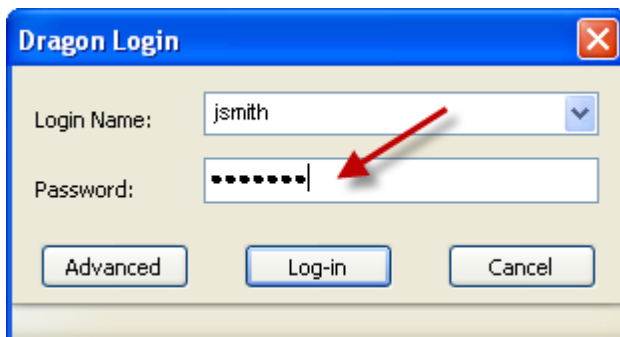 Dragon Login
Login Name: jsmith
Password: •••••••
Advanced Log-in Cancel